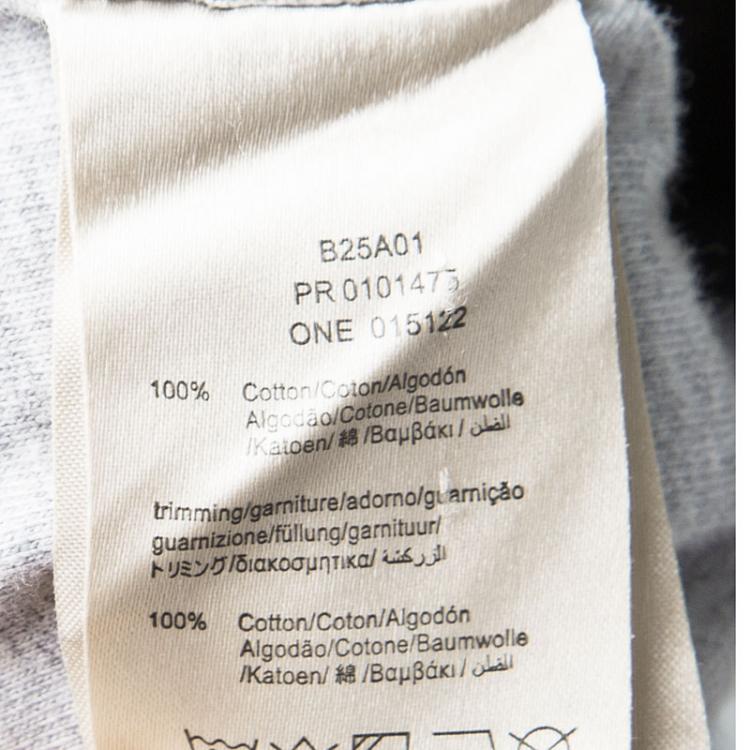 B25A01
PR 0101475
ONE 015122
100% Cotton/Coton/Algodón
Algodão/Cotone/Baumwolle
/Katoen/ 綿 /Βαμβάκι / القطن
trimming/garniture/adorno/guarnição
guarnizione/füllung/garnituur/
トリミング/διακοσμητικα/ الزركشة
100% Cotton/Coton/Algodón
Algodão/Cotone/Baumwolle
/Katoen/ 綿 /Βαμβάκι / القطن